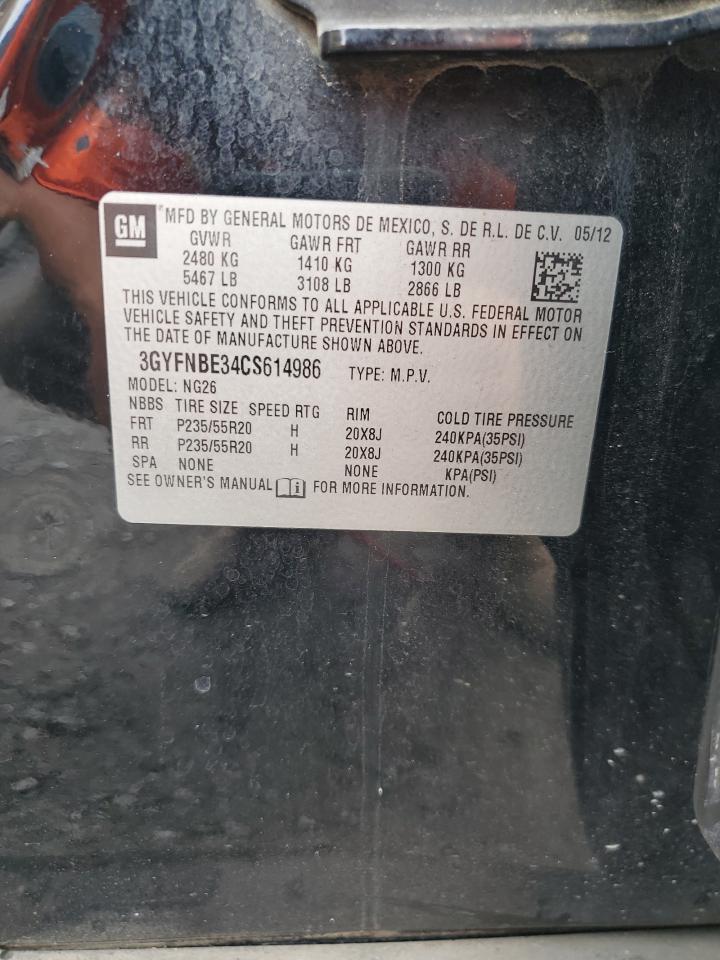 GM MFD BY GENERAL MOTORS DE MEXICO, S. DE R.L. DE C.V. 05/12
GVWR GAWR FRT GAWR RR
2480 KG 1410 KG 1300 KG
5467 LB 3108 LB 2866 LB
THIS VEHICLE CONFORMS TO ALL APPLICABLE U.S. FEDERAL MOTOR
VEHICLE SAFETY AND THEFT PREVENTION STANDARDS IN EFFECT ON
THE DATE OF MANUFACTURE SHOWN ABOVE.
3GYFNBE34CS614986 TYPE: M.P.V.
MODEL: NG26
NBBS TIRE SIZE SPEED RTG RIM COLD TIRE PRESSURE
FRT P235/55R20 H 20X8J 240KPA(35PSI)
RR P235/55R20 H 20X8J 240KPA(35PSI)
SPA NONE NONE KPA(PSI)
SEE OWNER'S MANUAL FOR MORE INFORMATION.